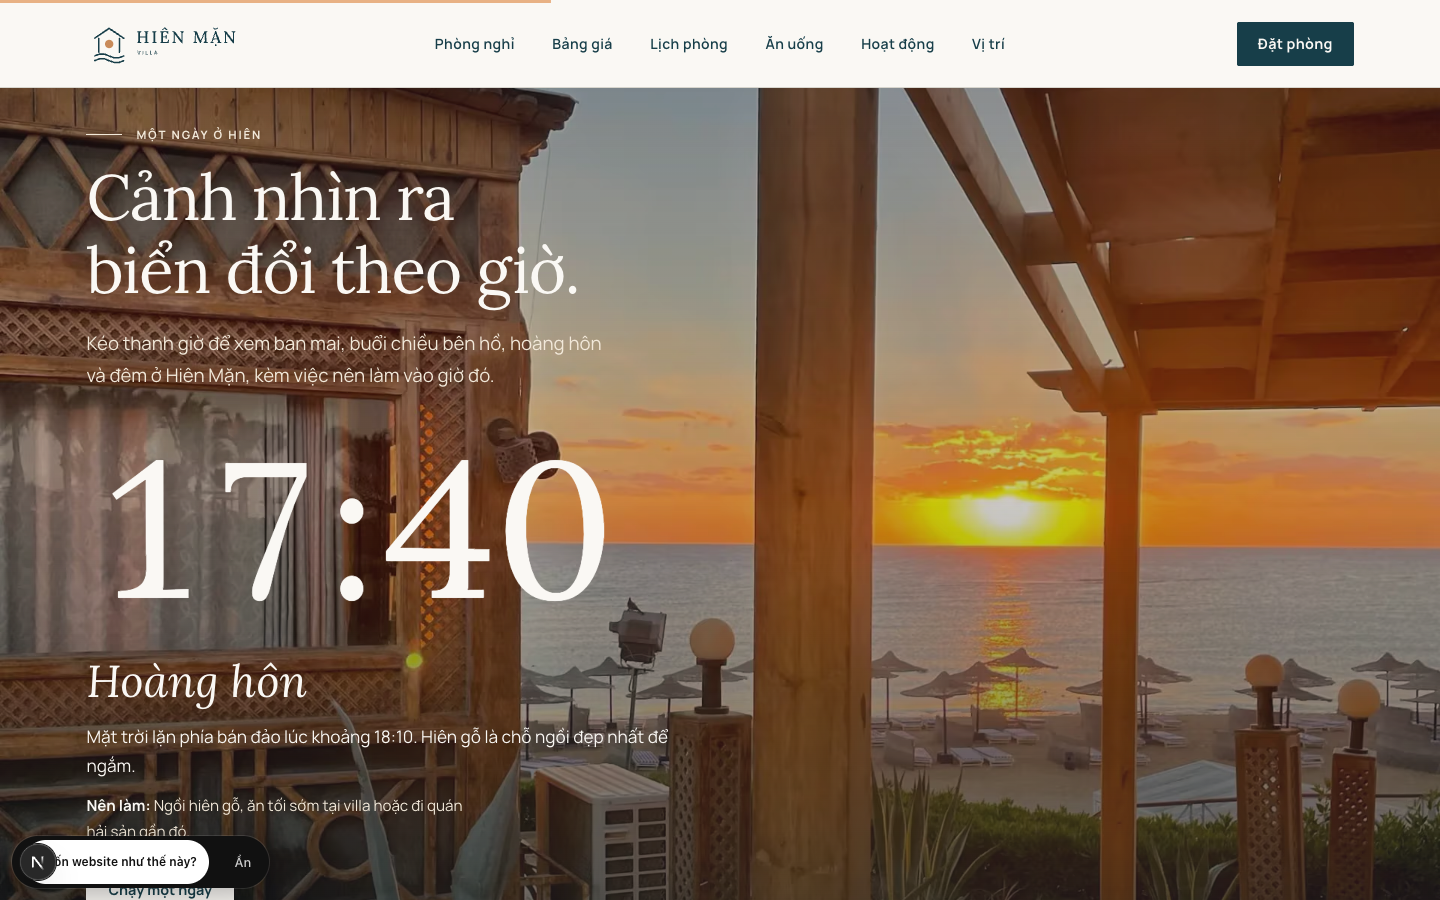 HIÊN MẶN
VILLA
Phòng nghỉ
Bảng giá
Lịch phòng
Ăn uống
Hoạt động
Vị trí
Đặt phòng
MỘT NGÀY Ở HIÊN
Cảnh nhìn ra
biển đổi theo giờ.
Kéo thanh giờ để xem ban mai, buổi chiều bên hồ, hoàng hôn
và đêm ở Hiên Mặn, kèm việc nên làm vào giờ đó.
17:40
Hoàng hôn
Mặt trời lặn phía bán đảo lúc khoảng 18:10. Hiên gỗ là chỗ ngồi đẹp nhất để
ngắm.
Nên làm: Ngồi hiên gỗ, ăn tối sớm tại villa hoặc đi quán
hải sản gần đó.
website như thế này?
Ẩn
Chạy một ngày